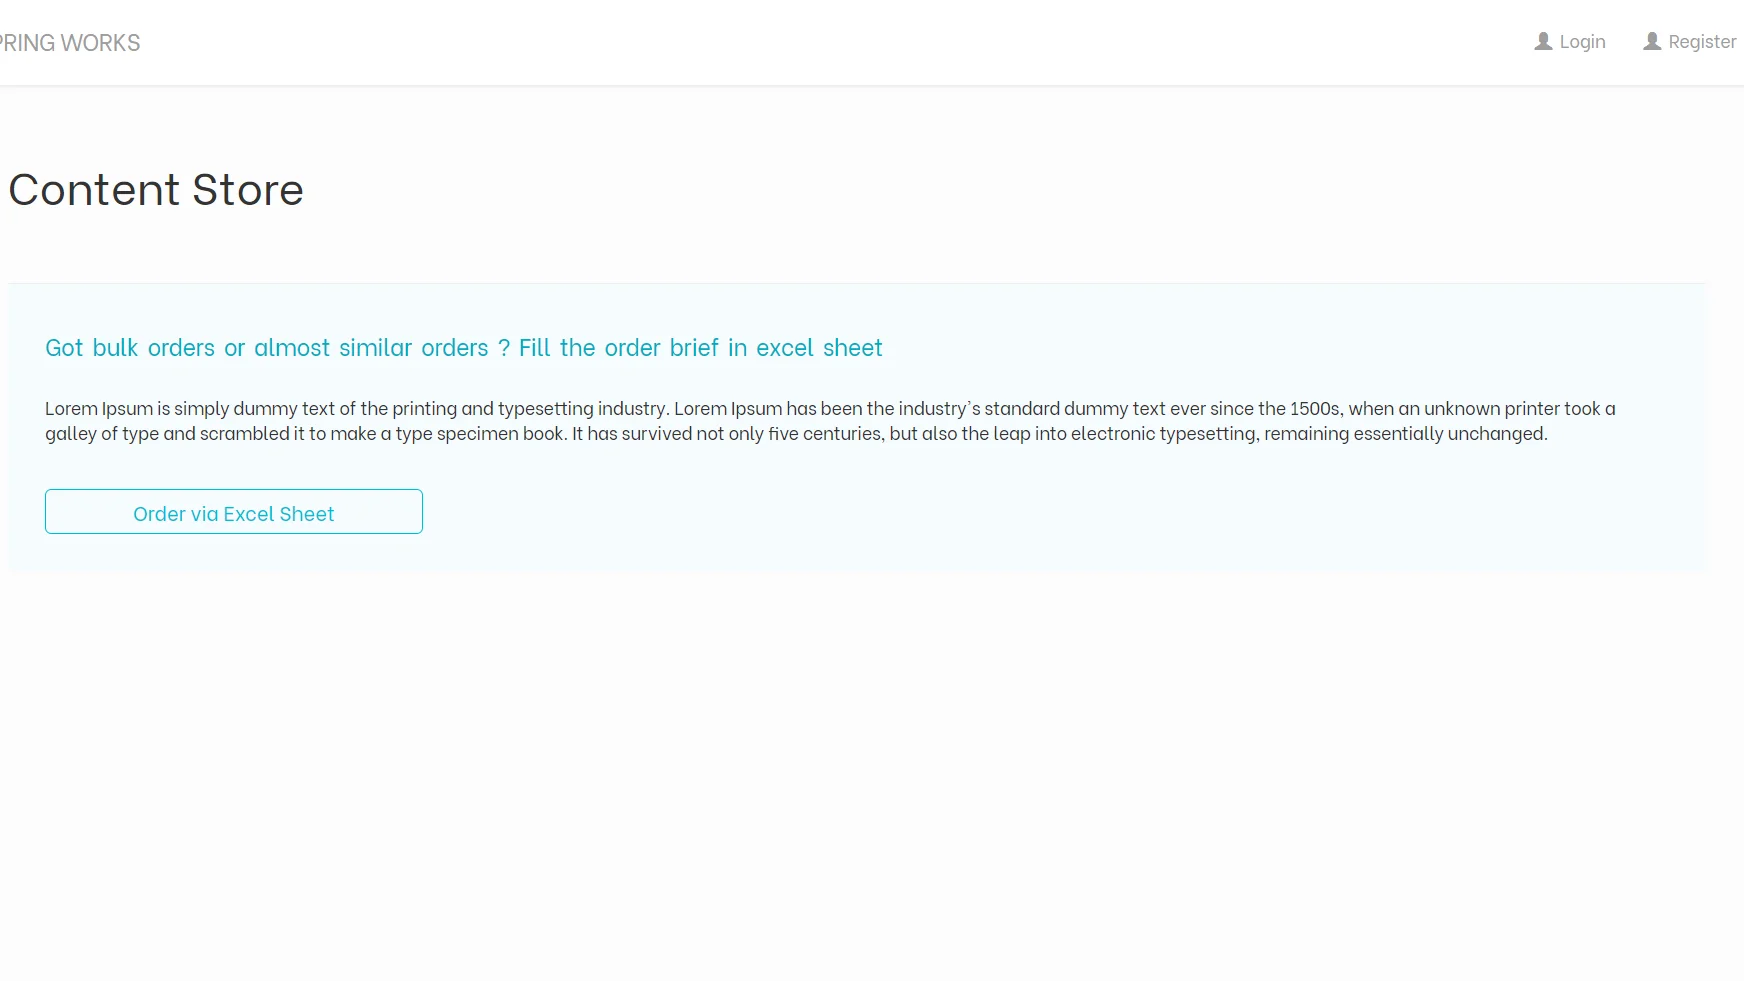 PRING WORKS
Login
Register
Content Store
Got bulk orders or almost similar orders ? Fill the order brief in excel sheet
Lorem Ipsum is simply dummy text of the printing and typesetting industry. Lorem Ipsum has been the industry's standard dummy text ever since the 1500s, when an unknown printer took a
galley of type and scrambled it to make a type specimen book. It has survived not only five centuries, but also the leap into electronic typesetting, remaining essentially unchanged.
Order via Excel Sheet